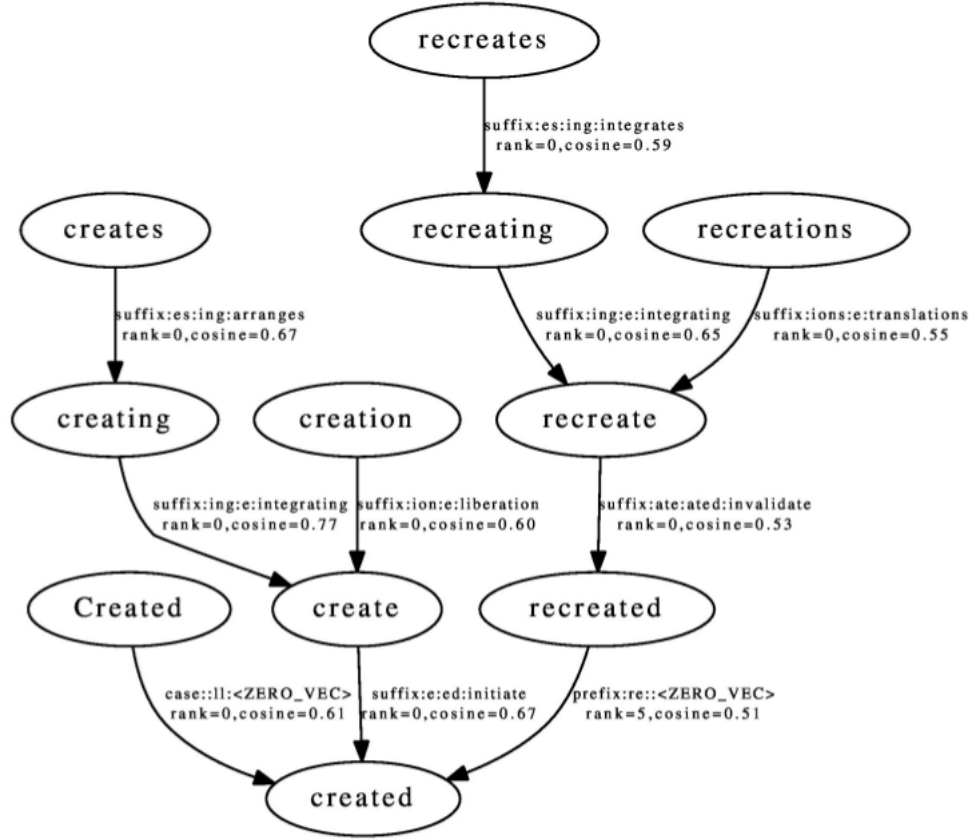 recreates
suffix:es:ing:integrates
rank=0,cosine=0.59
creates
recreating
recreations
suffix:es:ing:arranges
rank=0,cosine=0.67
suffix:ing:e:integrating
rank=0,cosine=0.65
suffix:ions:e:translations
rank=0,cosine=0.55
creating
creation
recreate
suffix:ing:e:integrating
rank=0,cosine=0.77
suffix:ion:e:liberation
rank=0,cosine=0.60
suffix:ate:ated:invalidate
rank=0,cosine=0.53
Created
create
recreated
case::ll:<ZERO_VEC>
rank=0,cosine=0.61
suffix:e:ed:initiate
rank=0,cosine=0.67
prefix:re::<ZERO_VEC>
rank=5,cosine=0.51
created